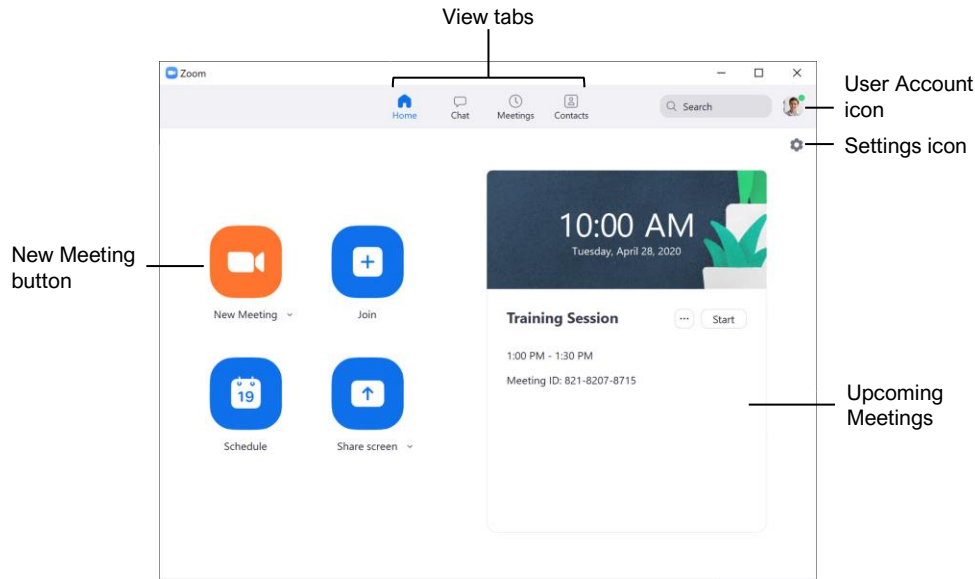 View tabs
Zoom
Home
Chat
Meetings
Contacts
Search
User Account
icon
Settings icon
10:00 AM
Tuesday, April 28, 2020
New Meeting
button
New Meeting
Join
Training Session
...
Start
1:00 PM - 1:30 PM
Meeting ID: 821-8207-8715
19
Upcoming
Meetings
Schedule
Share screen